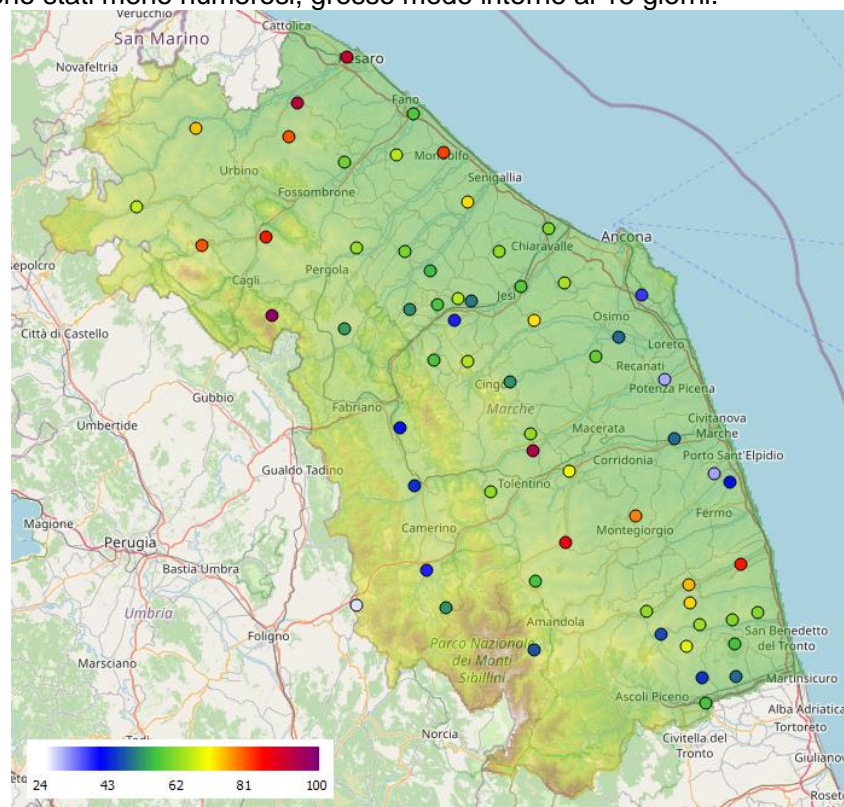 stati meno numerosi, grosso modo intorno ai 15 giorni.
Verucchio
Cattolica
San Marino
Pesaro
Novafeltria
Fano
Mondolfo
Urbino
Senigallia
Fossombrone
Ancona
Chiaravalle
Pergola
Cagli
Jesi
Osimo
Città di Castello
Loreto
Recanati
Cingoli
Potenza Picena
Gubbio
Marche
Fabriano
Umbertide
Civitanova
Marche
Macerata
Porto Sant'Elpidio
Corridonia
Gualdo Tadino
Tolentino
Magione
Fermo
Camerino
Montegiorgio
Perugia
Bastia Umbra
Umbria
Amandola
Foligno
San Benedetto
del Tronto
Parco Nazionale
dei Monti
Sibillini
Marsciano
Martinsicuro
Ascoli Piceno
Alba Adriatica
Tortoreto
Norcia
Civitella del
Tronto
Todi
24 43 62 81 100